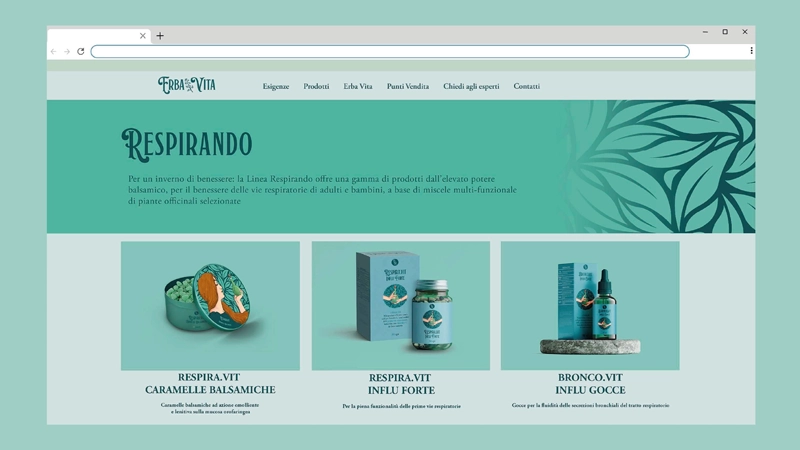 ERBA VITA
Esigenze Prodotti Erba Vita Punti Vendita Chiedi agli esperti Contatti
RESPIRANDO
Per un inverno di benessere: la Linea Respirando offre una gamma di prodotti dall'elevato potere
balsamico, per il benessere delle vie respiratorie di adulti e bambini, a base di miscele multi-funzionale
di piante officinali selezionate
RESPIRA.VIT
CARAMELLE BALSAMICHE
Caramelle balsamiche ad azione emolliente
e lenitiva sulla mucosa orofaringea
RESPIRA.VIT
INFLU FORTE
Per la piena funzionalità delle prime vie respiratorie
BRONCO.VIT
INFLU GOCCE
Gocce per la fluidità delle secrezioni bronchiali del tratto respiratorio